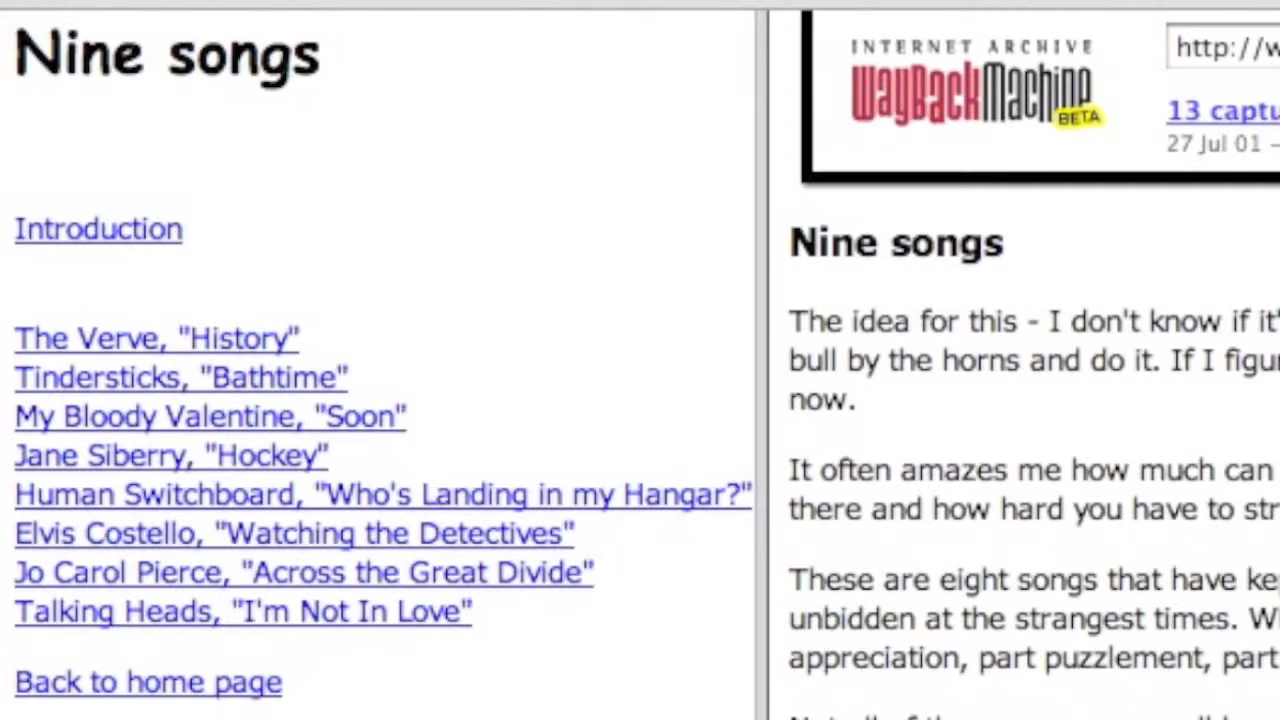 Nine songs
Introduction
The Verve, "History"
Tindersticks, "Bathtime"
My Bloody Valentine, "Soon"
Jane Siberry, "Hockey"
Human Switchboard, "Who's Landing in my Hangar?"
Elvis Costello, "Watching the Detectives"
Jo Carol Pierce, "Across the Great Divide"
Talking Heads, "I'm Not In Love"
Back to home page
INTERNET ARCHIVE
WayBackMachine
BETA
http://w
13 captu
27 Jul 01 –
Nine songs
The idea for this - I don't know if it'
bull by the horns and do it. If I figu
now.
It often amazes me how much can
there and how hard you have to str
These are eight songs that have ke
unbidden at the strangest times. W
appreciation, part puzzlement, part